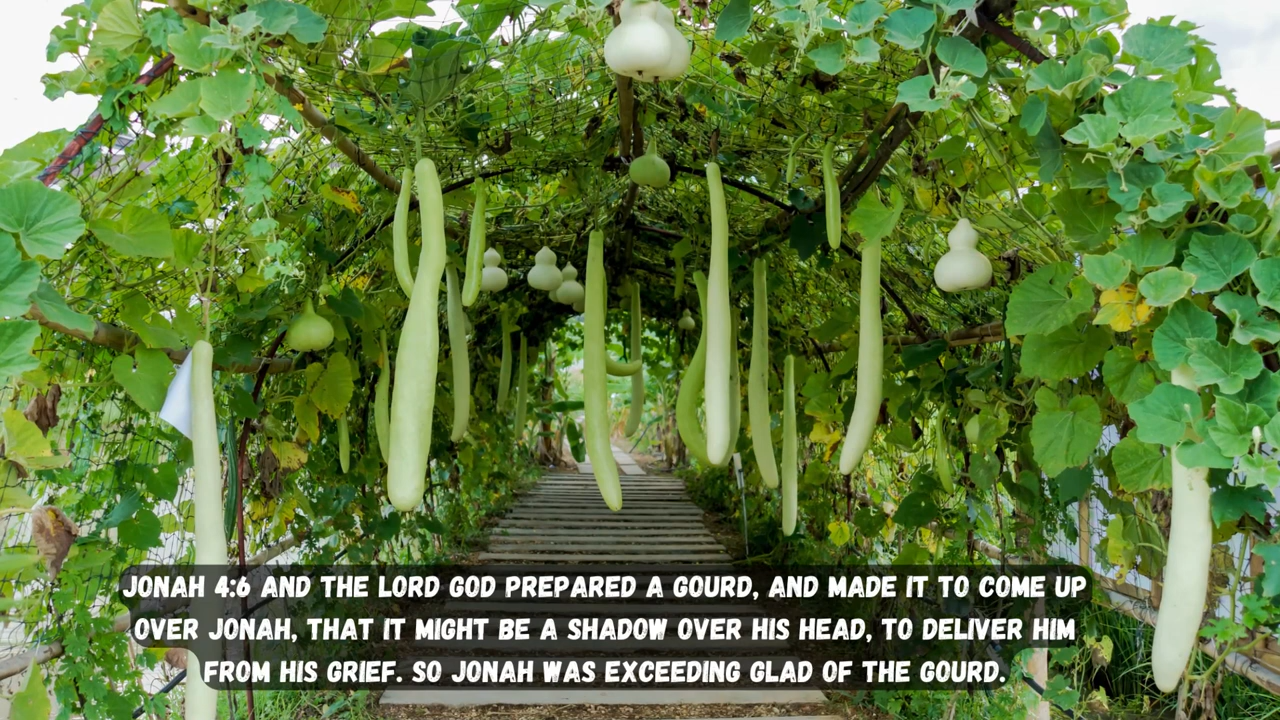 JONAH 4:6 AND THE LORD GOD PREPARED A GOURD, AND MADE IT TO COME UP
OVER JONAH, THAT IT MIGHT BE A SHADOW OVER HIS HEAD, TO DELIVER HIM
FROM HIS GRIEF. SO JONAH WAS EXCEEDING GLAD OF THE GOURD.